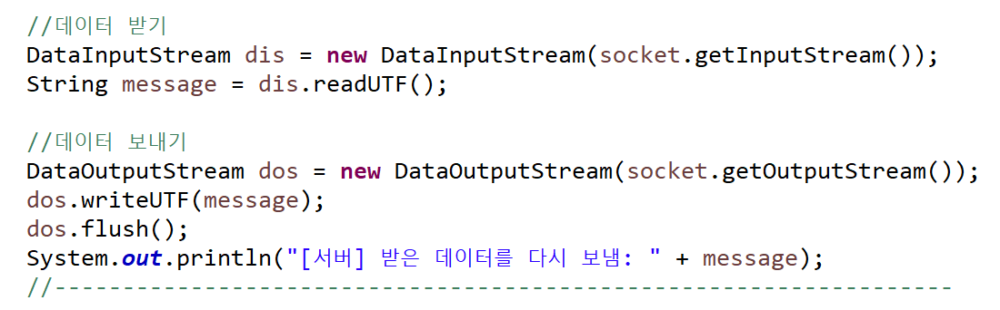 //데이터 받기
DataInputStream dis = new DataInputStream(socket.getInputStream());
String message = dis.readUTF();
//데이터 보내기
DataOutputStream dos = new DataOutputStream(socket.getOutputStream());
dos.writeUTF(message);
dos.flush();
System.out.println("[서버] 받은 데이터를 다시 보냄: " + message);
//------------------------------------------------------------------